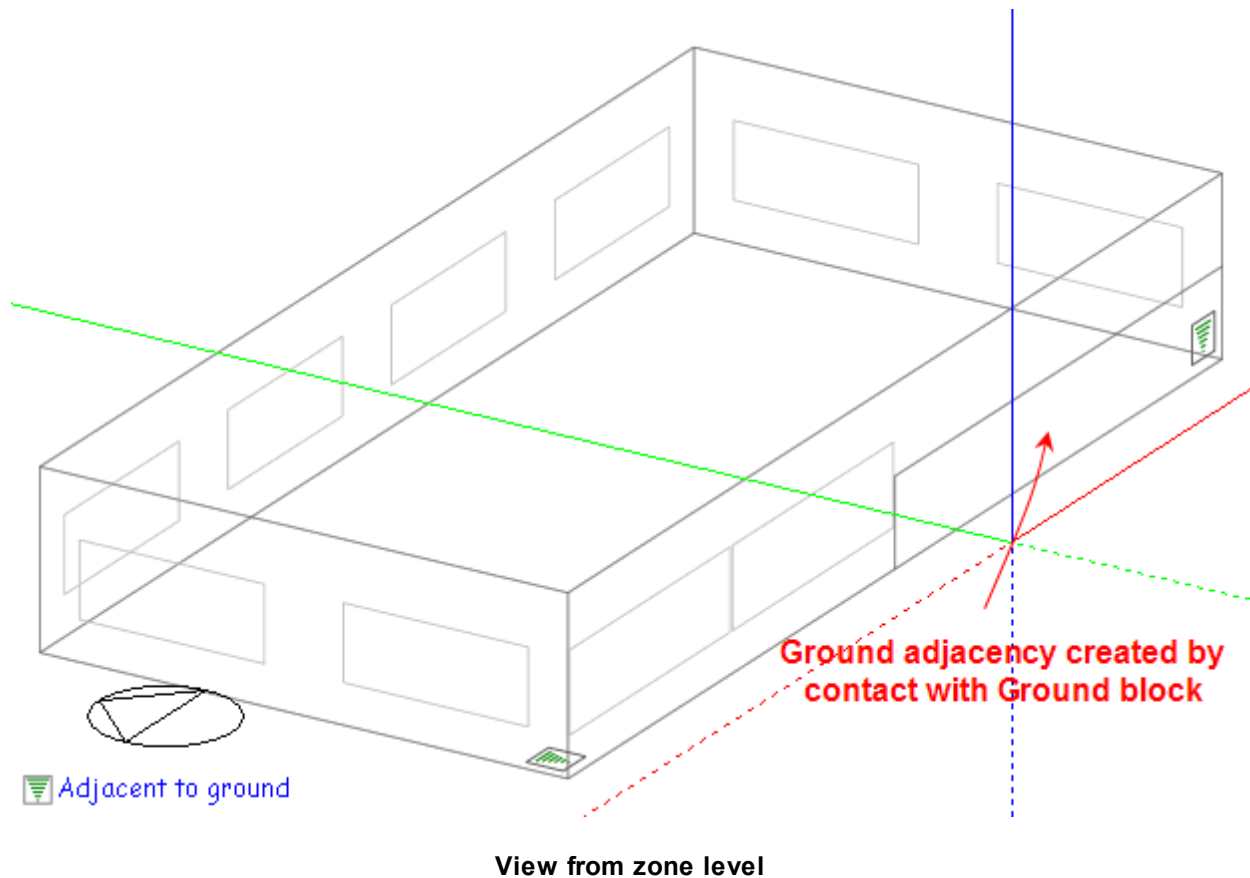 Ground adjacency created by
contact with Ground block
Adjacent to ground
View from zone level